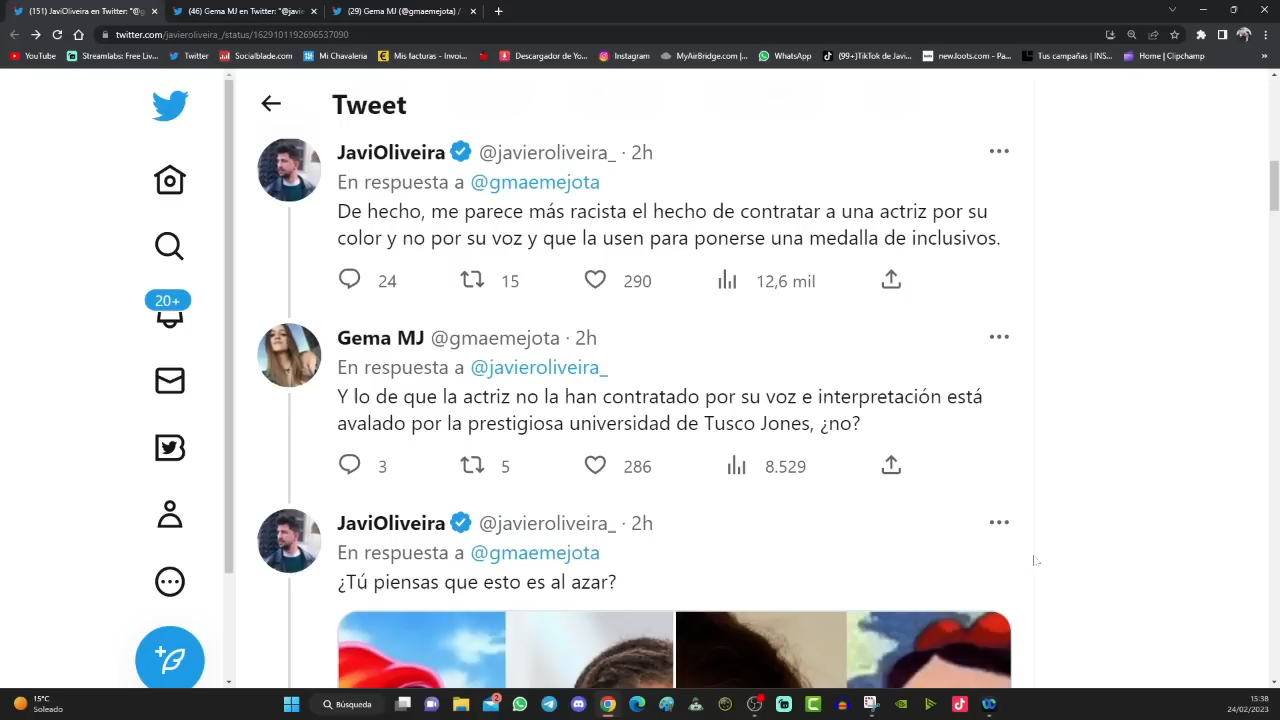 (151) JaviOliveira en Twitter: "@g
(46) Gema MJ en Twitter: "@javie
(29) Gema MJ (@gmaemejota) /
twitter.com/javieroliveira_/status/1629101192696537090
YouTube
Streamlabs: Free Liv...
Twitter
Socialblade.com
Mi Chavaleria
Mis facturas – Invoi...
Descargador de Yo...
Instagram
MyAirBridge.com |...
WhatsApp
(99+)TikTok de Javi...
new.loots.com - Pa...
Tus campañas | INS...
Home | Clipchamp
»
Tweet
JaviOliveira @javieroliveira_ · 2h
En respuesta a @gmaemejota
De hecho, me parece más racista el hecho de contratar a una actriz por su
color y no por su voz y que la usen para ponerse una medalla de inclusivos.
24 15 290 12,6 mil
20+
Gema MJ @gmaemejota · 2h
En respuesta a @javieroliveira_
Y lo de que la actriz no la han contratado por su voz e interpretación está
avalado por la prestigiosa universidad de Tusco Jones, ¿no?
3 5 286 8.529
JaviOliveira @javieroliveira_ · 2h
En respuesta a @gmaemejota
¿Tú piensas que esto es al azar?
15°C
Soleado
Búsqueda
2
15:38
24/02/2023